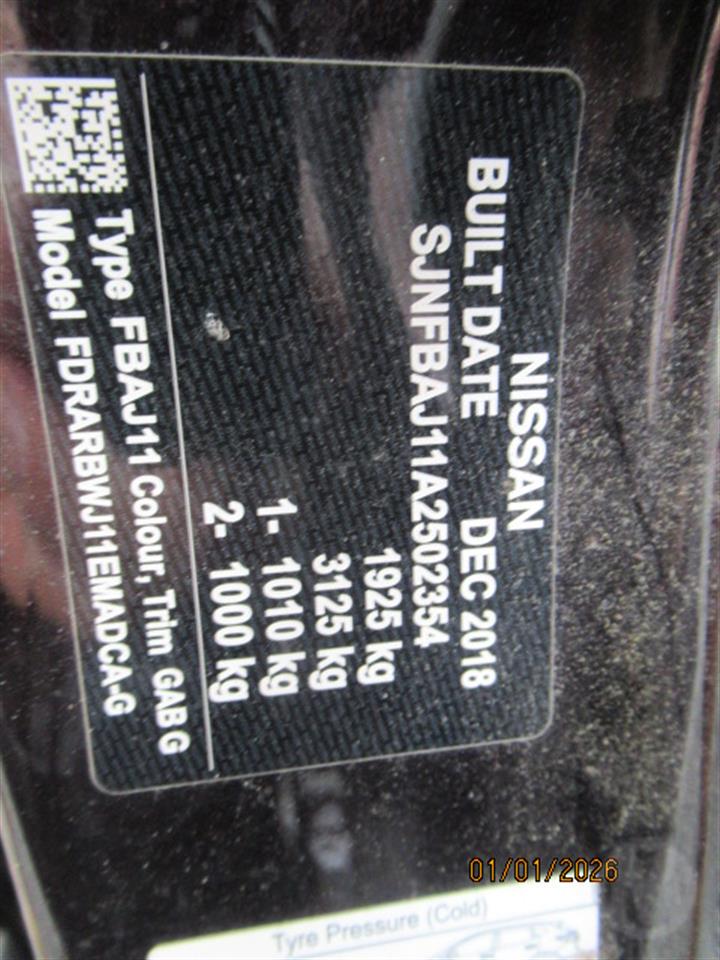 NISSAN
BUILT DATE DEC 2018
SJNFBAJ11A2502354
1925 kg
3125 kg
1- 1010 kg
2- 1000 kg
Type FBAJ11 Colour, Trim GAB G
Model FDRARBWJ11EMADCA-G
01/01/2026
Tyre Pressure (Cold)